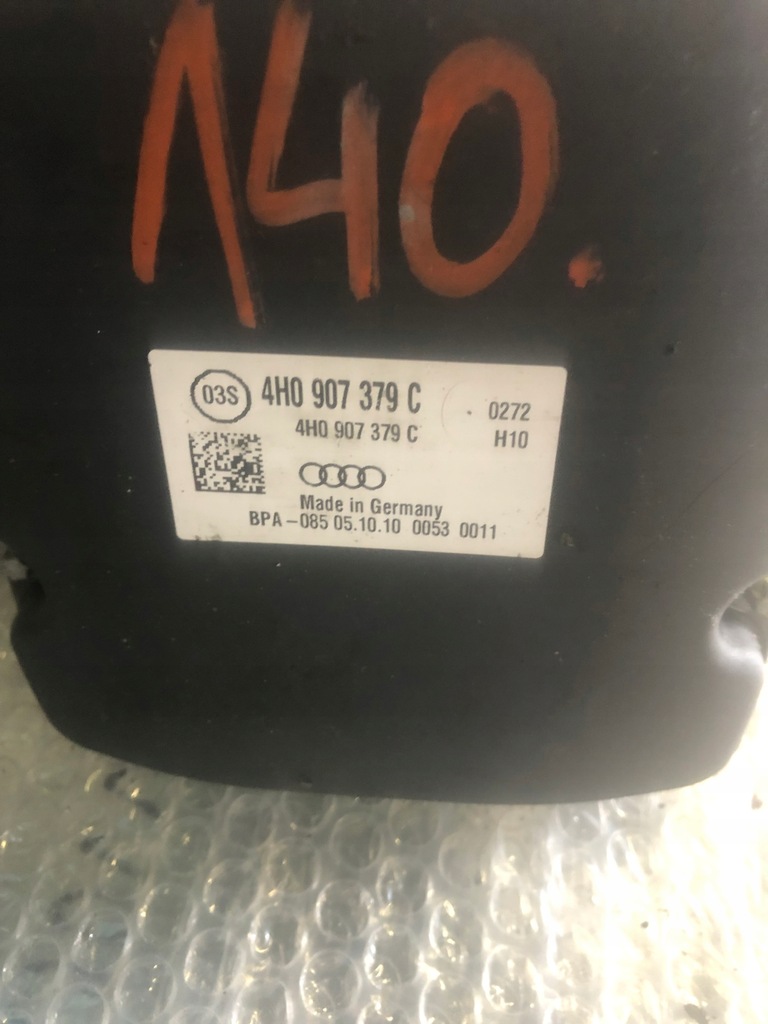 140.
03S 4H0 907 379 C 0272
4H0 907 379 C H10
Made in Germany
BPA-085 05.10.10 0053 0011